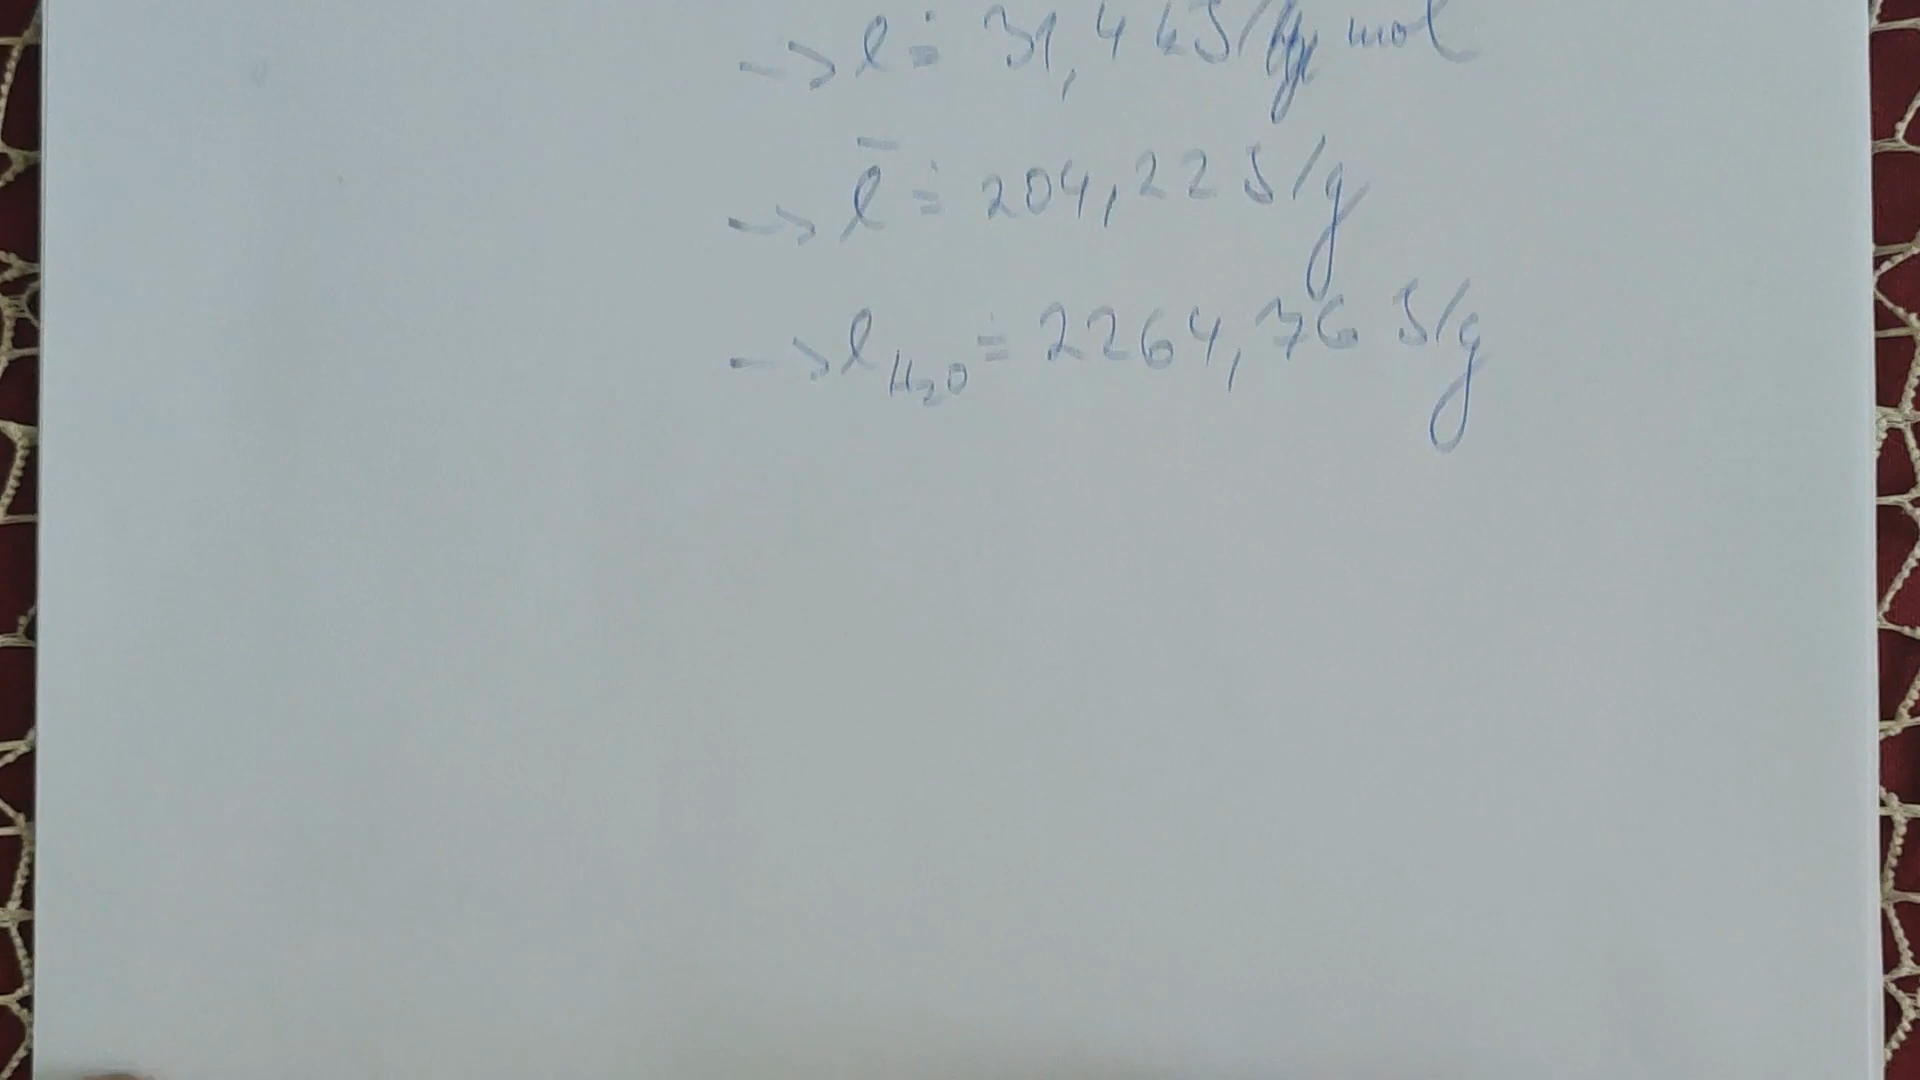 → l ≐ 31,4 kJ/mol
→ l̄ ≐ 204,22 J/g
→ l_H₂O ≐ 2264,76 J/g